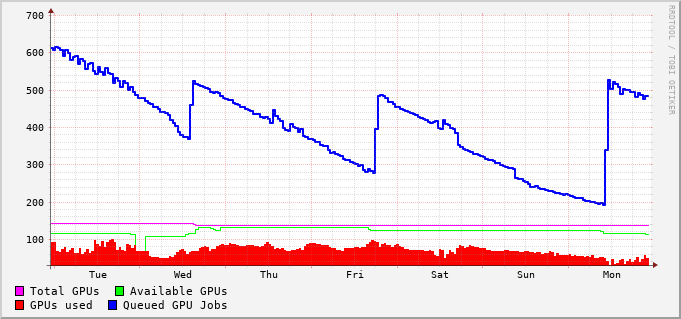 700
600
500
400
300
200
100
Tue Wed Thu Fri Sat Sun Mon
Total GPUs Available GPUs
GPUs used Queued GPU Jobs
RRDTOOL / TOBI OETIKER